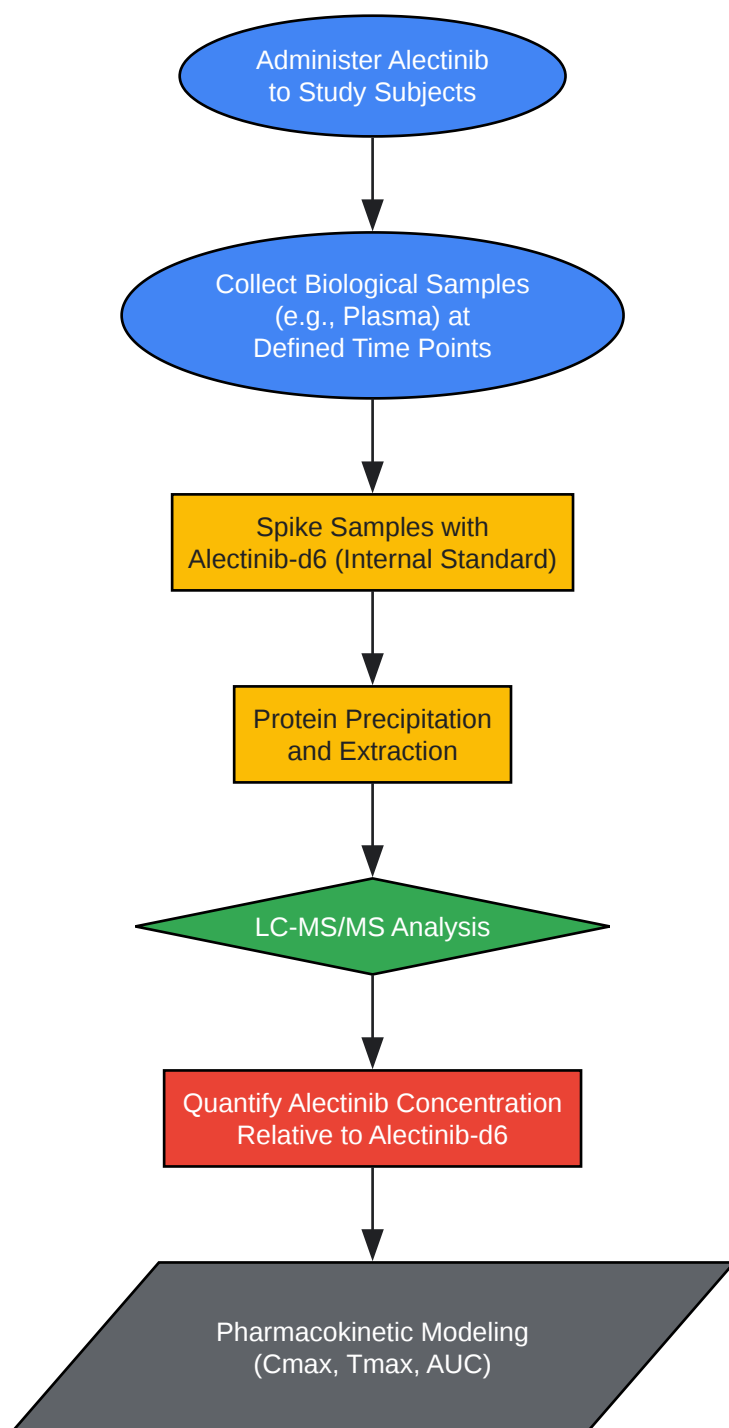 Administer Alectinib
to Study Subjects
Collect Biological Samples
(e.g., Plasma) at
Defined Time Points
Spike Samples with
Alectinib-d6 (Internal Standard)
Protein Precipitation
and Extraction
LC-MS/MS Analysis
Quantify Alectinib Concentration
Relative to Alectinib-d6
Pharmacokinetic Modeling
(Cmax, Tmax, AUC)